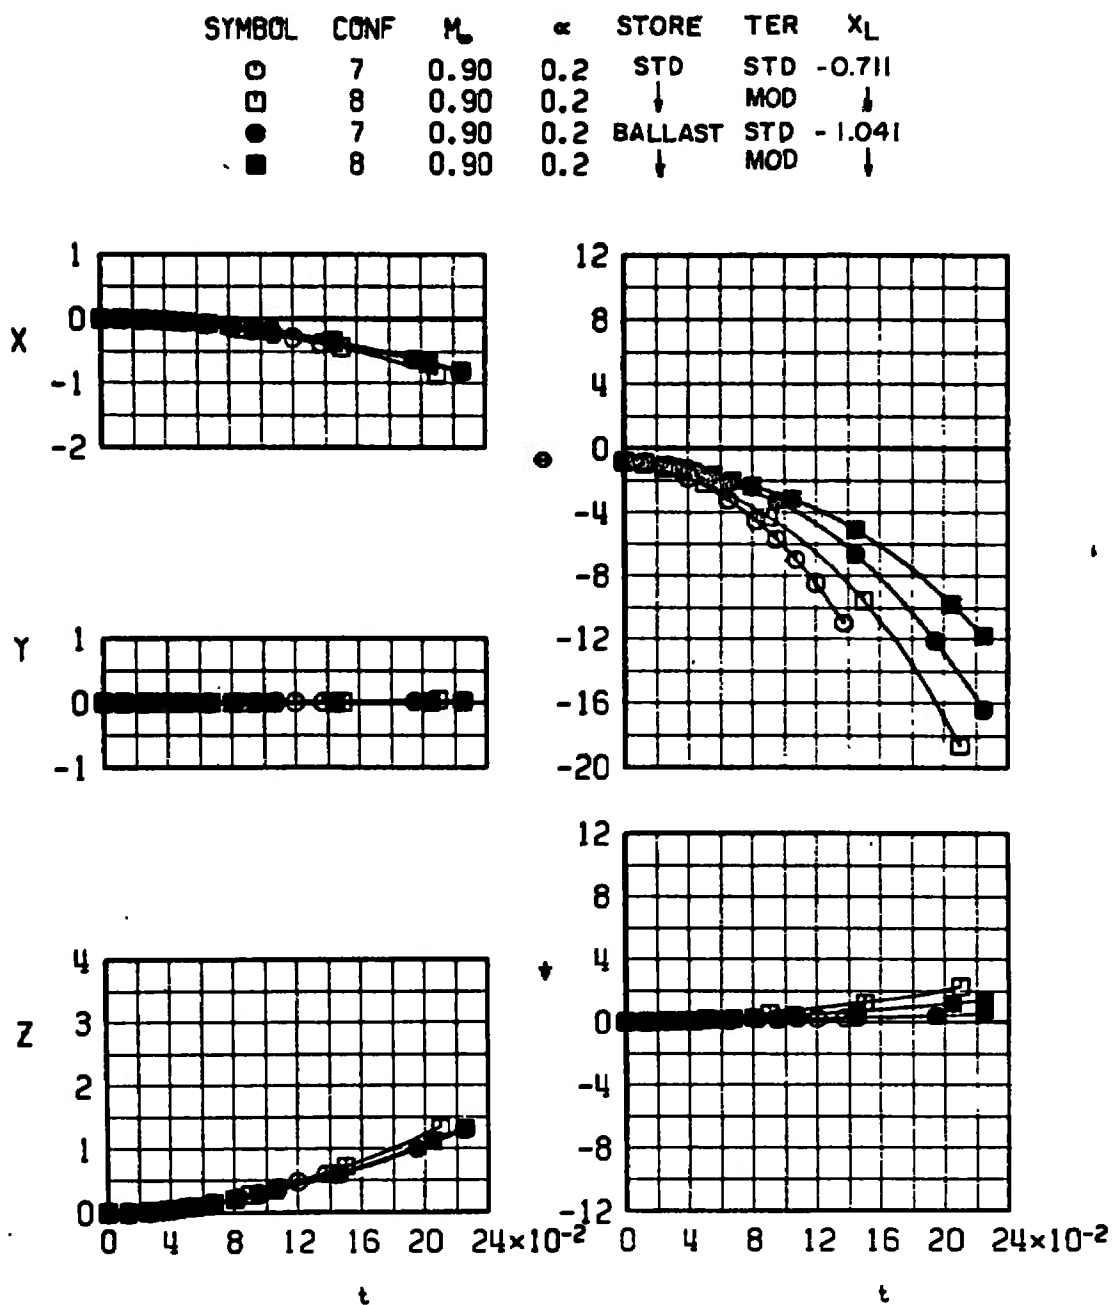 SYMBOL CONF M∞ α STORE TER XL
7 0.90 0.2 STD STD -0.711
8 0.90 0.2 ↓ MOD ↓
7 0.90 0.2 BALLAST STD -1.041
8 0.90 0.2 ↓ MOD ↓
X
1
0
-1
-2
Y
1
0
-1
Z
4
3
2
1
0
0 4 8 12 16 20 24×10-2
t
θ
12
8
4
0
-4
-8
-12
-16
-20
ψ
12
8
4
0
-4
-8
-12
0 4 8 12 16 20 24×10-2
t